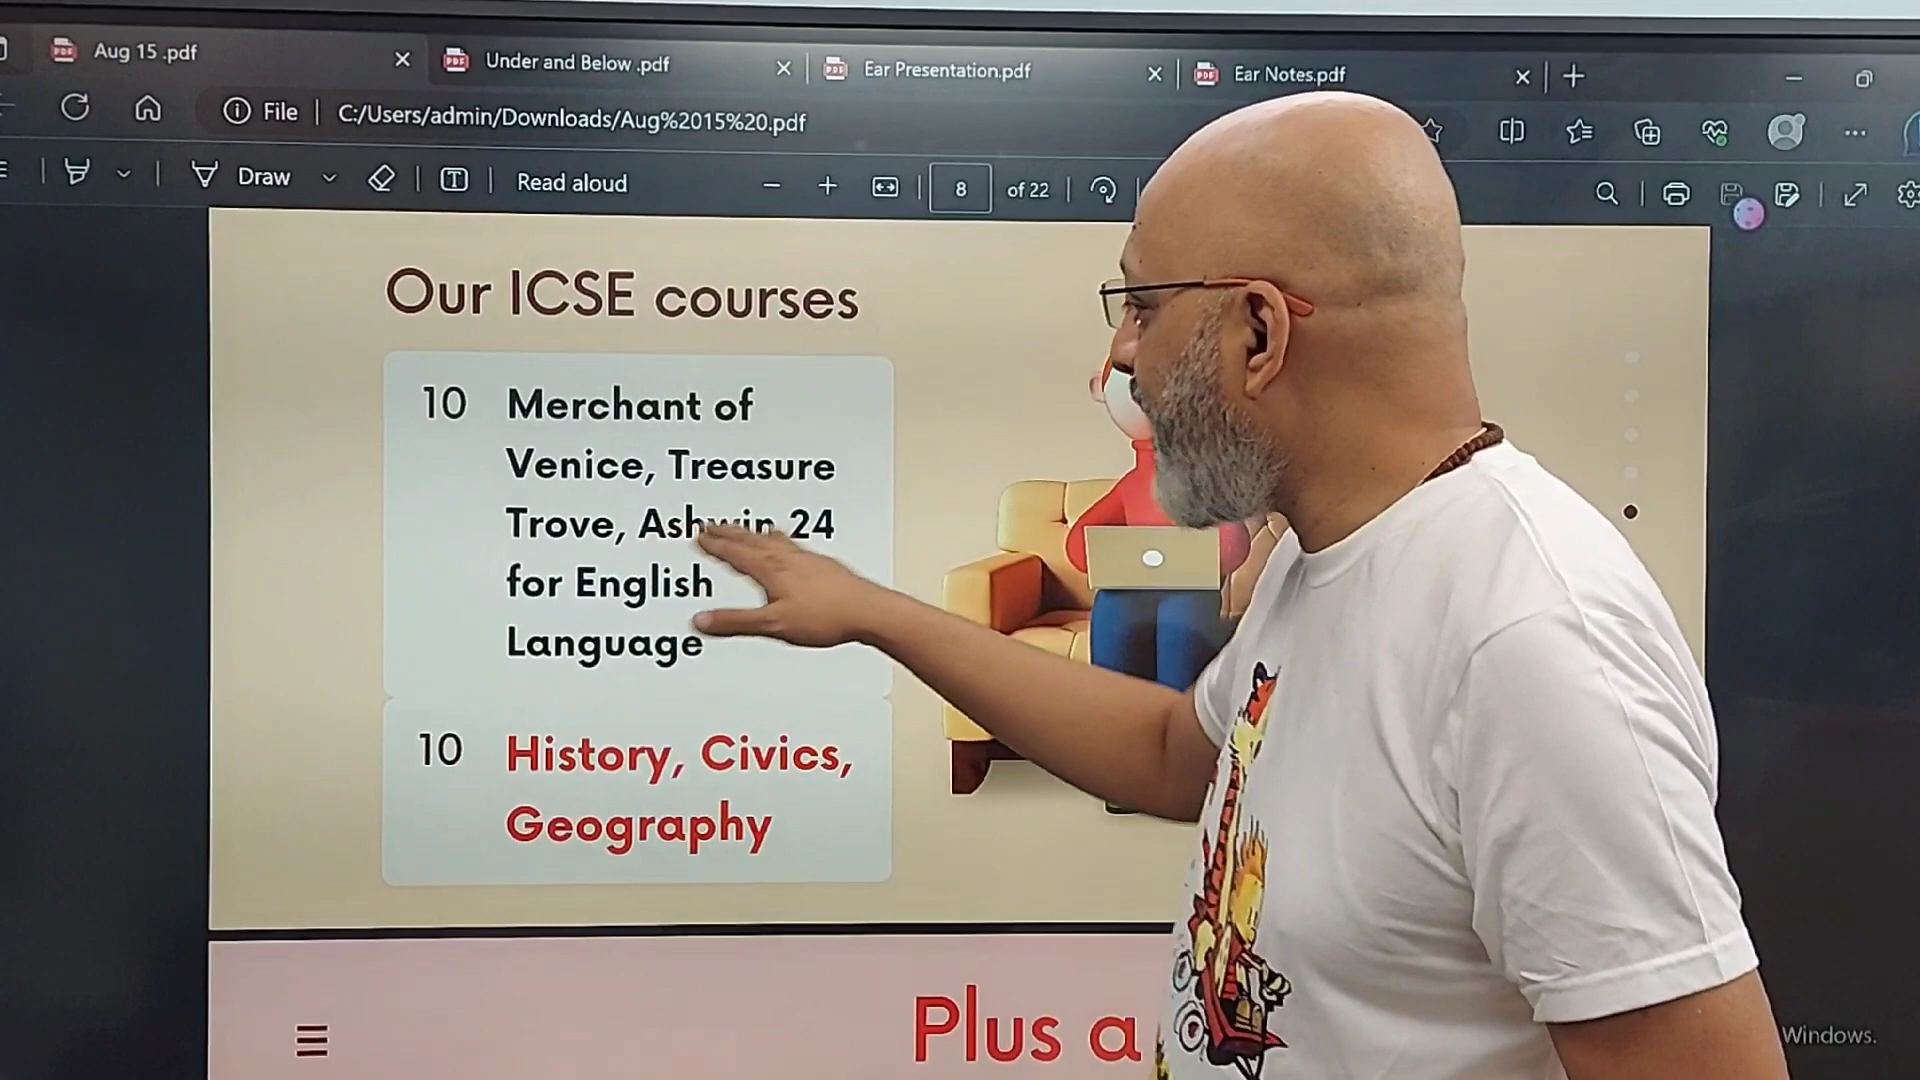 Aug 15 .pdf
Under and Below .pdf
Ear Presentation.pdf
Ear Notes.pdf
File
C:/Users/admin/Downloads/Aug%2015%20.pdf
Draw
Read aloud
8
of 22
Our ICSE courses
10 Merchant of
Venice, Treasure
Trove, Ashwin 24
for English
Language
10 History, Civics,
Geography
Plus a
Windows.